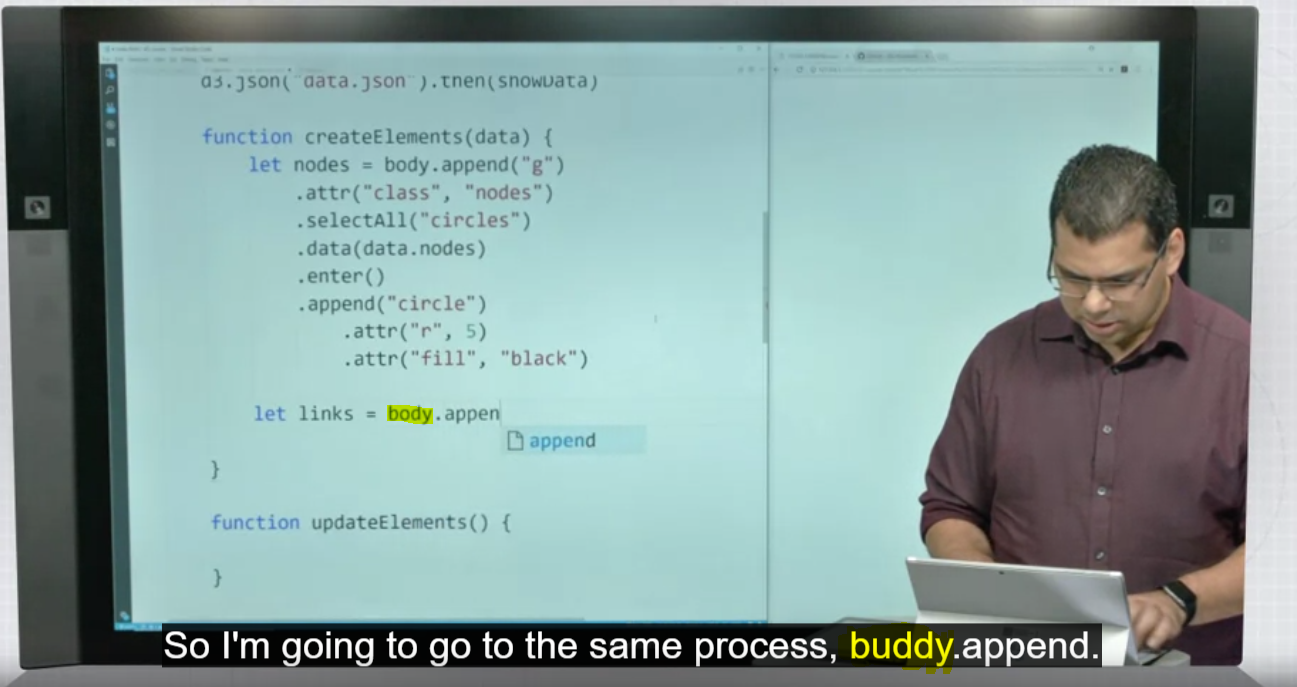 d3.json("data.json").then(showData)
function createElements(data) {
let nodes = body.append("g")
.attr("class", "nodes")
.selectAll("circles")
.data(data.nodes)
.enter()
.append("circle")
.attr("r", 5)
.attr("fill", "black")
let links = body.appen
append
}
function updateElements() {
}
So I'm going to go to the same process, buddy.append.